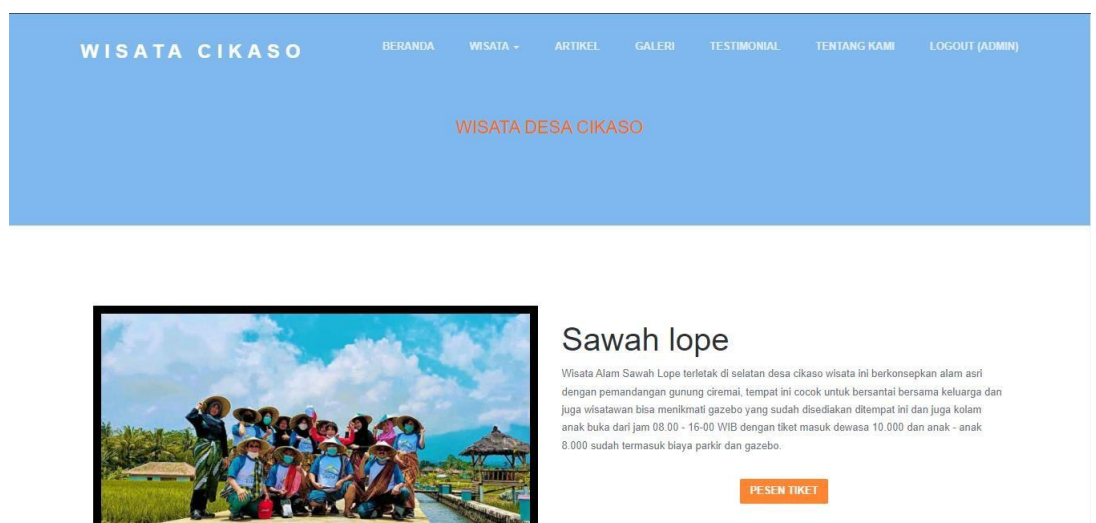 WISATA CIKASO
BERANDA WISATA ARTIKEL GALERI TESTIMONIAL TENTANG KAMI LOGOUT (ADMIN)
WISATA DESA CIKASO
Sawah lope
Wisata Alam Sawah Lope terletak di selatan desa cikaso wisata ini berkonsepkan alam asri
dengan pemandangan gunung ciremai, tempat ini cocok untuk bersantai bersama keluarga dan
juga wisatawan bisa menikmati gazebo yang sudah disediakan ditempat ini dan juga kolam
anak buka dari jam 08.00 - 16-00 WIB dengan tiket masuk dewasa 10.000 dan anak - anak
8.000 sudah termasuk biaya parkir dan gazebo.
PESEN TIKET